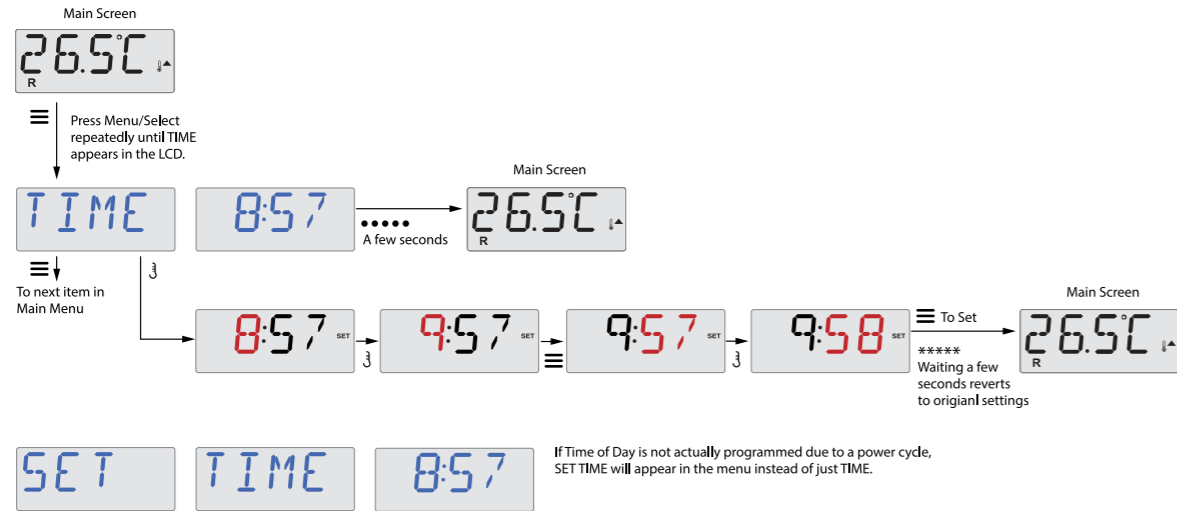 Main Screen
26.5°C
R
Press Menu/Select
repeatedly until TIME
appears in the LCD.
TIME
8:57
A few seconds
Main Screen
26.5°C
R
To next item in
Main Menu
8:57 SET
9:57 SET
9:57 SET
9:58 SET
To Set
*****
Waiting a few
seconds reverts
to origianl settings
Main Screen
26.5°C
R
SET
TIME
8:57
If Time of Day is not actually programmed due to a power cycle,
SET TIME will appear in the menu instead of just TIME.